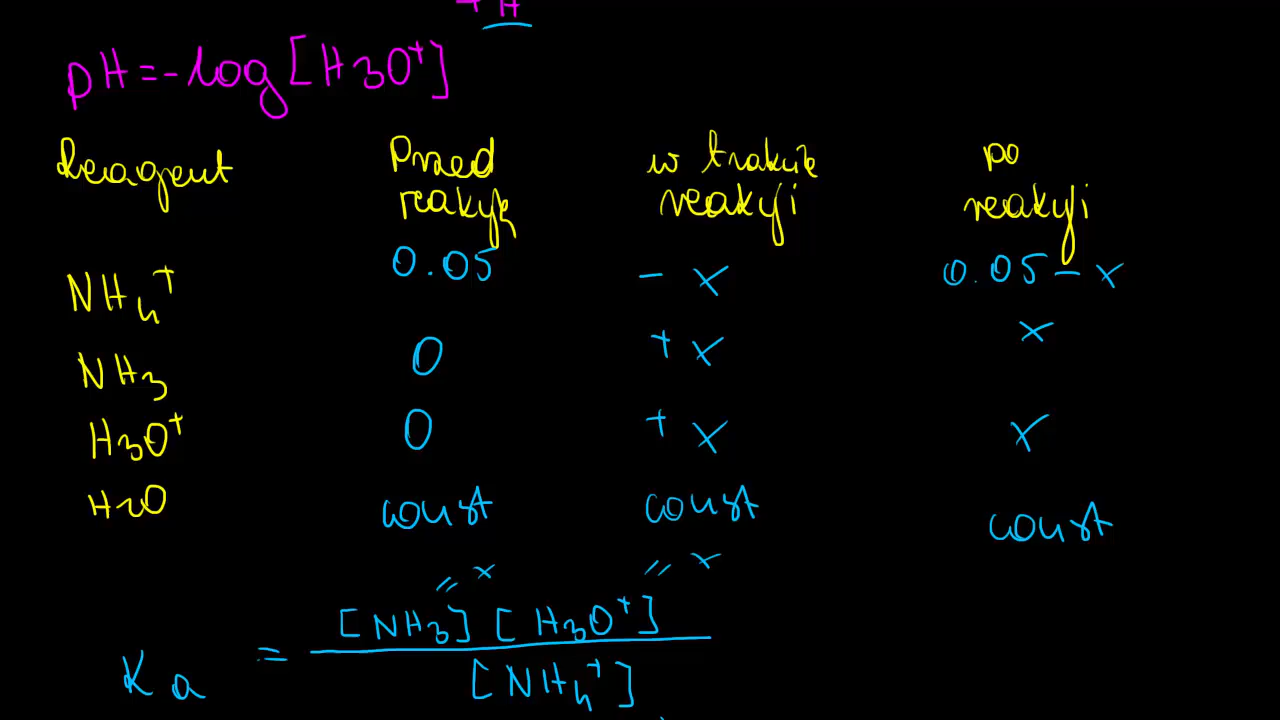 + H
pH = -log [H3O⁺]
Reagent Przed reakcją w trakcie reakcji po reakcji
NH4⁺ 0.05 - x 0.05 - x
NH3 0 + x x
H3O⁺ 0 + x x
H2O const const const
= x = x
Ka = [NH3] [H3O⁺]
[NH4⁺]